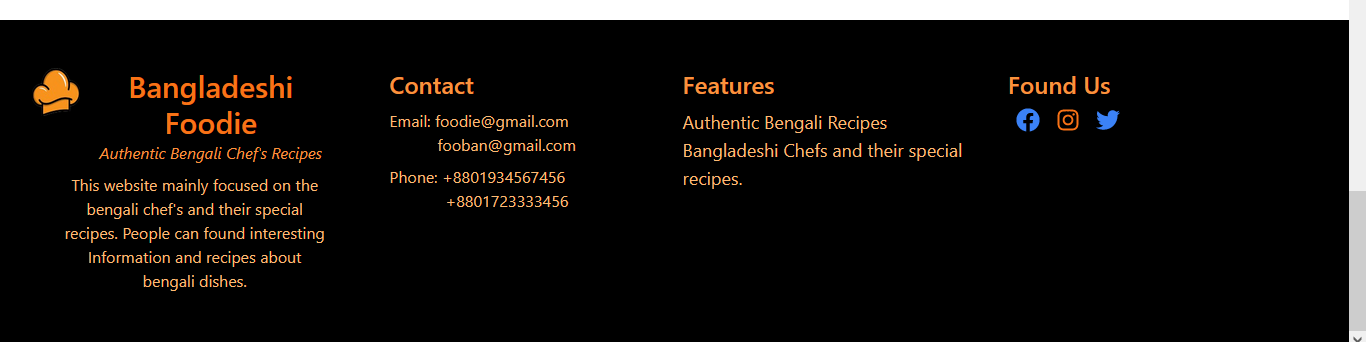 Bangladeshi
Foodie
Authentic Bengali Chef's Recipes
This website mainly focused on the
bengali chef's and their special
recipes. People can found interesting
Information and recipes about
bengali dishes.
Contact
Email: foodie@gmail.com
fooban@gmail.com
Phone: +8801934567456
+8801723333456
Features
Authentic Bengali Recipes
Bangladeshi Chefs and their special
recipes.
Found Us